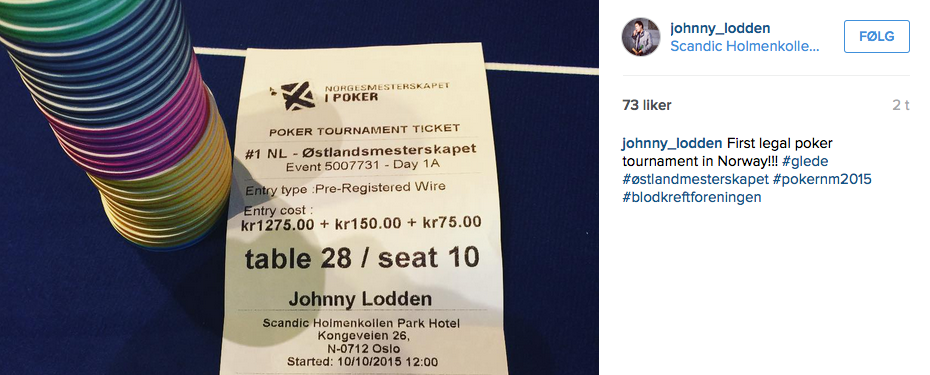 NORGESMESTERSKAPET
I POKER
POKER TOURNAMENT TICKET
#1 NL - Østlandsmesterskapet
Event 5007731 - Day 1A
Entry type :Pre-Registered Wire
Entry cost :
kr1275.00 + kr150.00 + kr75.00
table 28 / seat 10
Johnny Lodden
Scandic Holmenkollen Park Hotel
Kongeveien 26,
N-0712 Oslo
Started: 10/10/2015 12:00
johnny_lodden
Scandic Holmenkolle...
FØLG
73 liker
2 t
johnny_lodden First legal poker
tournament in Norway!!! #glede
#østlandmesterskapet #pokernm2015
#blodkreftforeningen